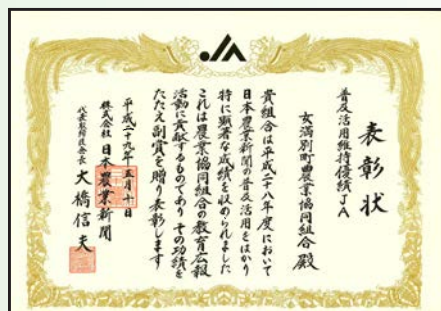 表彰状
普及活用維持優績JA
女満別町農業協同組合殿
貴組合は平成二十八年度において
日本農業新聞の普及活用をはかり
特に顕著な成績を収められました
これは農業協同組合の教育広報
活動に貢献するものであり その功績を
たたえ副賞を贈り表彰します
平成二十九年五月十日
株式会社 日本農業新聞
代表取締役会長 大橋信夫